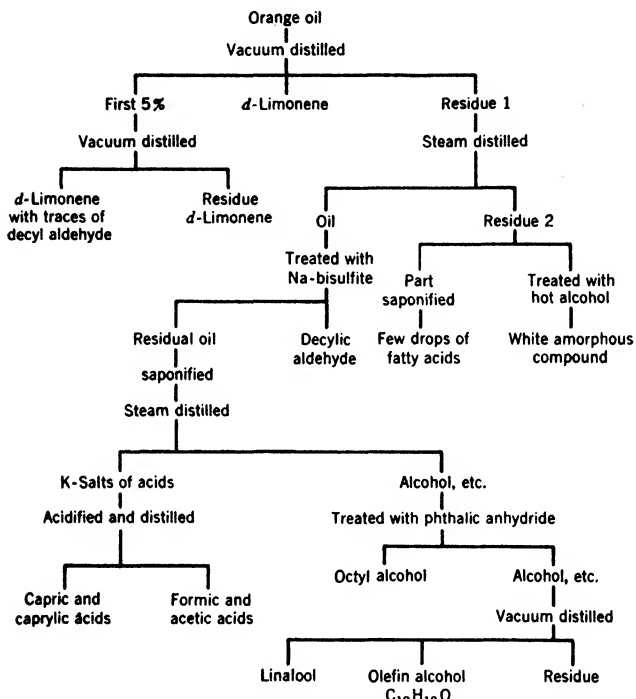 Orange oil
Vacuum distilled
First 5%
d-Limonene
Residue 1
Vacuum distilled
Steam distilled
d-Limonene
with traces of
decyl aldehyde
Residue
d-Limonene
Oil
Residue 2
Treated with
Na-bisulfite
Part
saponified
Treated with
hot alcohol
Residual oil
Decylic
aldehyde
Few drops of
fatty acids
White amorphous
compound
saponified
Steam distilled
K-Salts of acids
Alcohol, etc.
Acidified and distilled
Treated with phthalic anhydride
Capric and
caprylic acids
Formic and
acetic acids
Octyl alcohol
Alcohol, etc.
Vacuum distilled
Linalool
Olefin alcohol
Residue